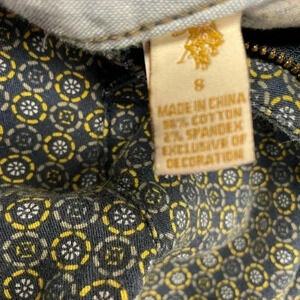 8
MADE IN CHINA
98% COTTON
2% SPANDEX
EXCLUSIVE OF
DECORATION